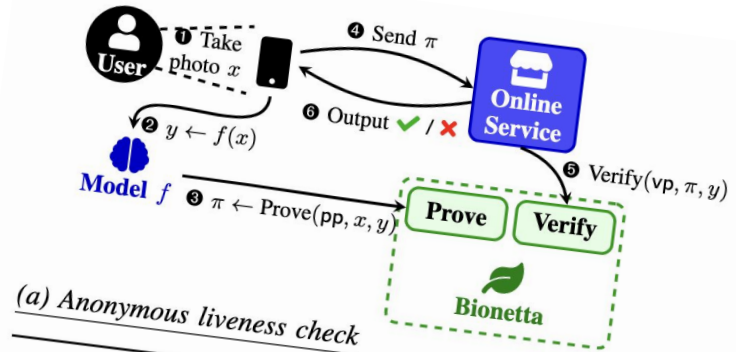 User
❶ Take
photo x
❹ Send π
Online
Service
❻ Output ✓ / ✗
❷ y ← f(x)
Model f
❸ π ← Prove(pp, x, y)
❺ Verify(vp, π, y)
Prove
Verify
Bionetta
(a) Anonymous liveness check